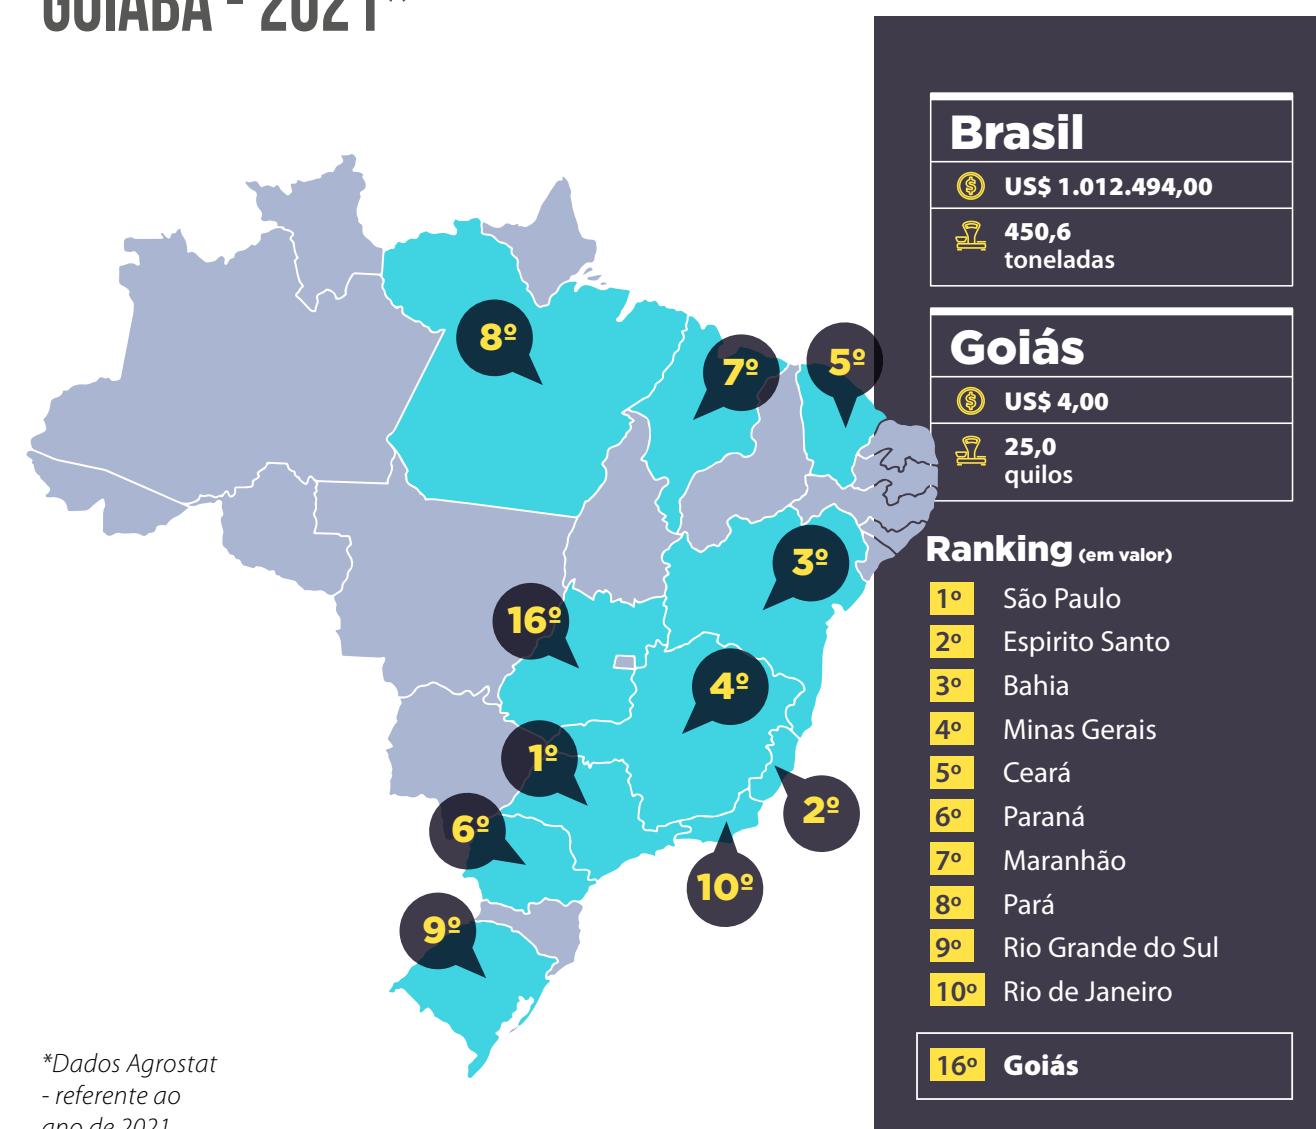 GOIABA - 2021*
8º
7º
5º
3º
16º
4º
1º
2º
6º
10º
9º
*Dados Agrostat
- referente ao
ano de 2021
Brasil
US$ 1.012.494,00
450,6
toneladas
Goiás
US$ 4,00
25,0
quilos
Ranking (em valor)
1º São Paulo
2º Espirito Santo
3º Bahia
4º Minas Gerais
5º Ceará
6º Paraná
7º Maranhão
8º Pará
9º Rio Grande do Sul
10º Rio de Janeiro
16º Goiás